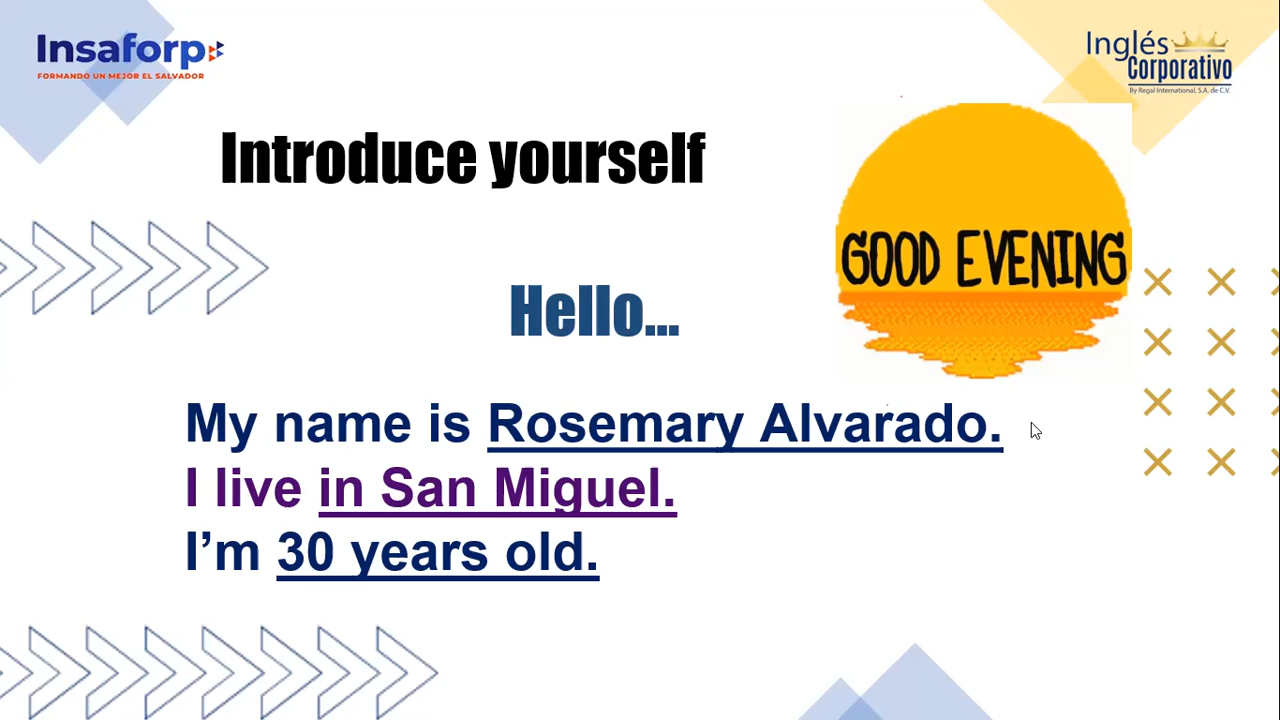 Insaforp
FORMANDO UN MEJOR EL SALVADOR
Inglés
Corporativo
By Regal International, S.A. de C.V.
Introduce yourself
GOOD EVENING
Hello...
My name is Rosemary Alvarado.
I live in San Miguel.
I’m 30 years old.